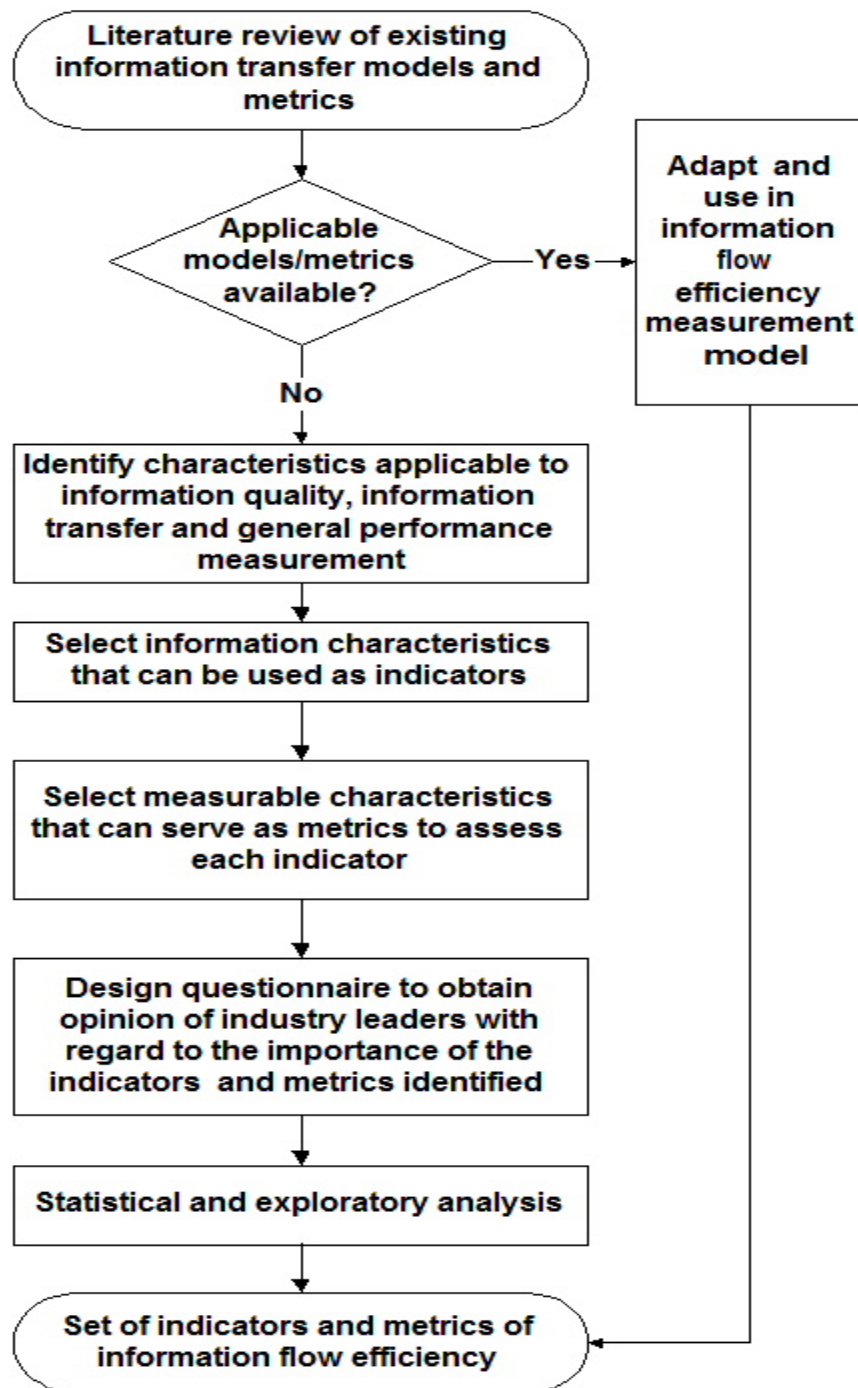 Literature review of existing
information transfer models and
metrics
Applicable
models/metrics
available?
Yes
Adapt and
use in
information
flow
efficiency
measurement
model
No
Identify characteristics applicable to
information quality, information
transfer and general performance
measurement
Select information characteristics
that can be used as indicators
Select measurable characteristics
that can serve as metrics to assess
each indicator
Design questionnaire to obtain
opinion of industry leaders with
regard to the importance of the
indicators and metrics identified
Statistical and exploratory analysis
Set of indicators and metrics of
information flow efficiency